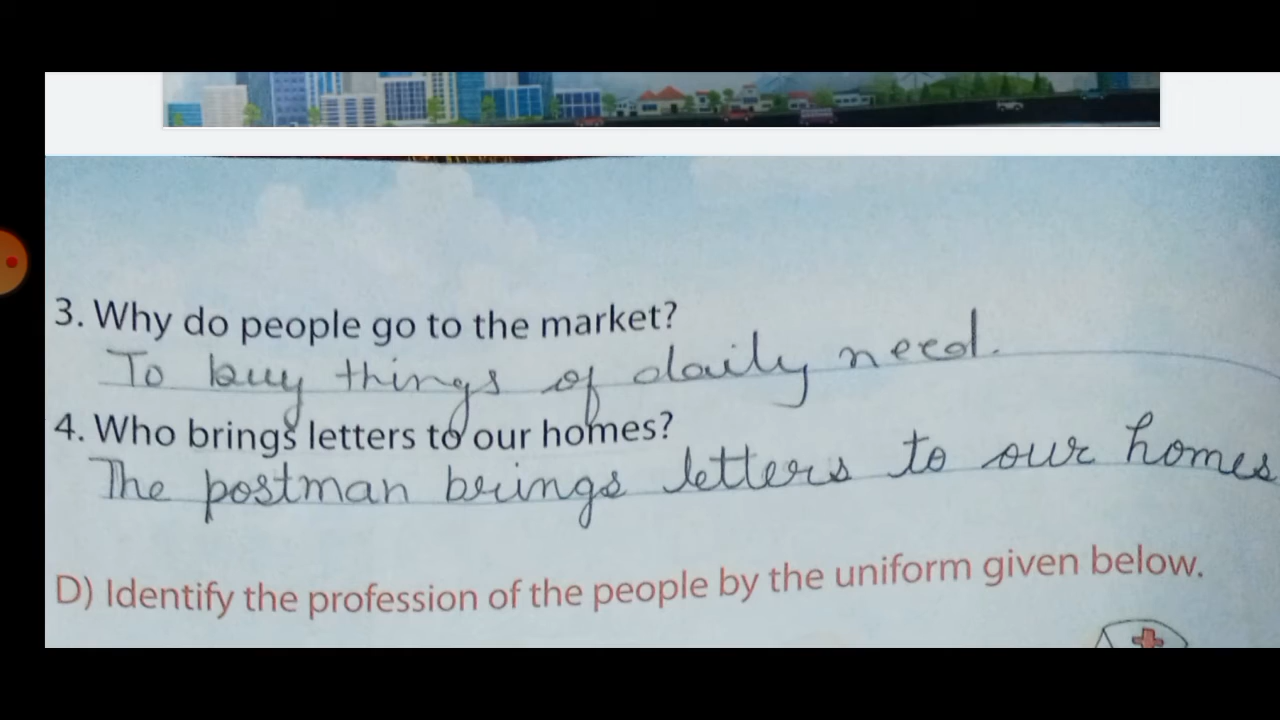 3. Why do people go to the market?
To buy things of daily need.
4. Who brings letters to our homes?
The postman brings letters to our homes
D) Identify the profession of the people by the uniform given below.